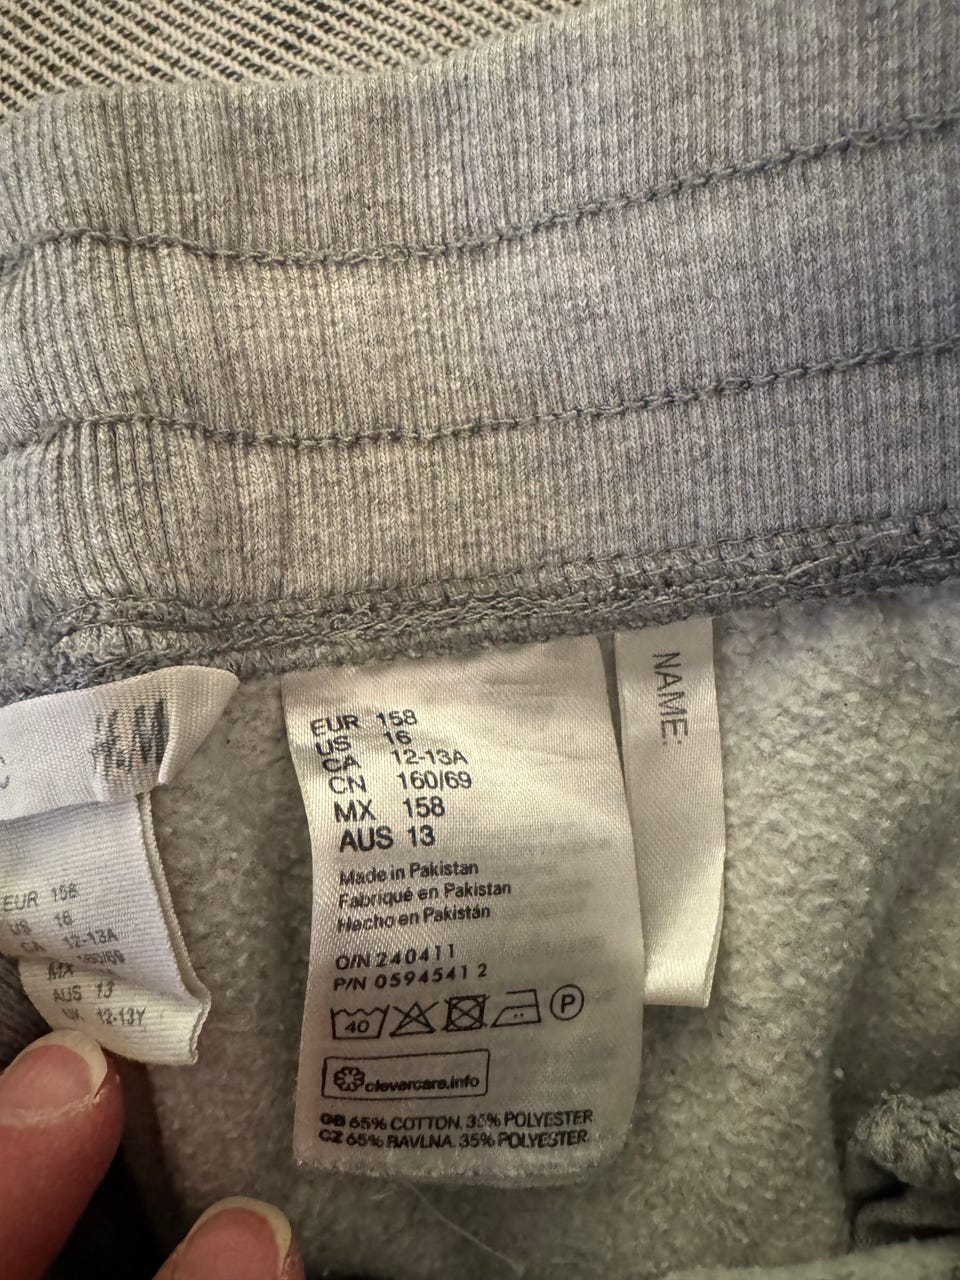 H&M
EUR 158
US 16
CA 12-13A
AUS 13
12-13Y
EUR 158
US 16
CA 12-13A
CN 160/69
MX 158
AUS 13
Made in Pakistan
Fabriqué en Pakistan
Hecho en Pakistán
O/N 240411
P/N 0594541 2
40 P
clevercare.info
GB 65% COTTON, 35% POLYESTER
CZ 65% BAVLNA, 35% POLYESTER
NAME: